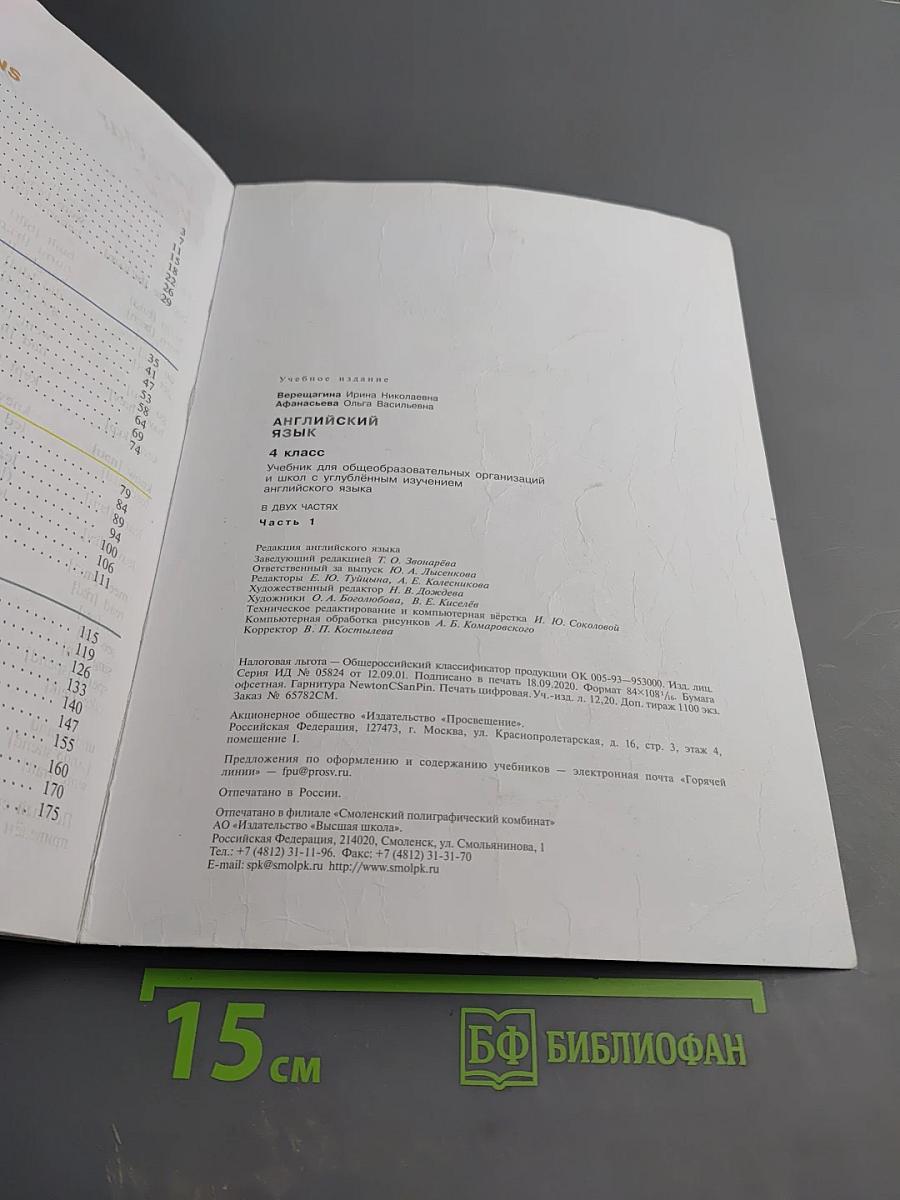 NS
3
7
11
15
18
22
26
29
35
41
47
53
58
64
69
74
79
84
89
94
100
106
111
115
119
126
133
140
147
155
160
170
175
Учебное издание
Верещагина Ирина Николаевна
Афанасьева Ольга Васильевна
АНГЛИЙСКИЙ
ЯЗЫК
4 класс
Учебник для общеобразовательных организаций
и школ с углублённым изучением
английского языка
В ДВУХ ЧАСТЯХ
Часть 1
Редакция английского языка
Заведующий редакцией Т. О. Звонарёва
Ответственный за выпуск Ю. А. Лысенкова
Редакторы Е. Ю. Туйцына, А. Е. Колесникова
Художественный редактор Н. В. Дождева
Художники О. А. Боголюбова, В. Е. Киселёв
Техническое редактирование и компьютерная вёрстка И. Ю. Соколовой
Компьютерная обработка рисунков А. Б. Комаровского
Корректор В. П. Костылева
Налоговая льгота — Общероссийский классификатор продукции ОК 005-93—953000. Изд. лиц.
Серия ИД № 05824 от 12.09.01. Подписано в печать 18.09.2020. Формат 84×108¹/₁₆. Бумага
офсетная. Гарнитура NewtonCSanPin. Печать цифровая. Уч.-изд. л. 12,20. Доп. тираж 1100 экз.
Заказ № 65782СМ.
Акционерное общество «Издательство «Просвещение».
Российская Федерация, 127473, г. Москва, ул. Краснопролетарская, д. 16, стр. 3, этаж 4,
помещение I.
Предложения по оформлению и содержанию учебников — электронная почта «Горячей
линии» — fpu@prosv.ru.
Отпечатано в России.
Отпечатано в филиале «Смоленский полиграфический комбинат»
АО «Издательство «Высшая школа».
Российская Федерация, 214020, Смоленск, ул. Смольянинова, 1
Тел.: +7 (4812) 31-11-96. Факс: +7 (4812) 31-31-70
E-mail: spk@smolpk.ru http://www.smolpk.ru
15 см
БФ БИБЛИОФАН